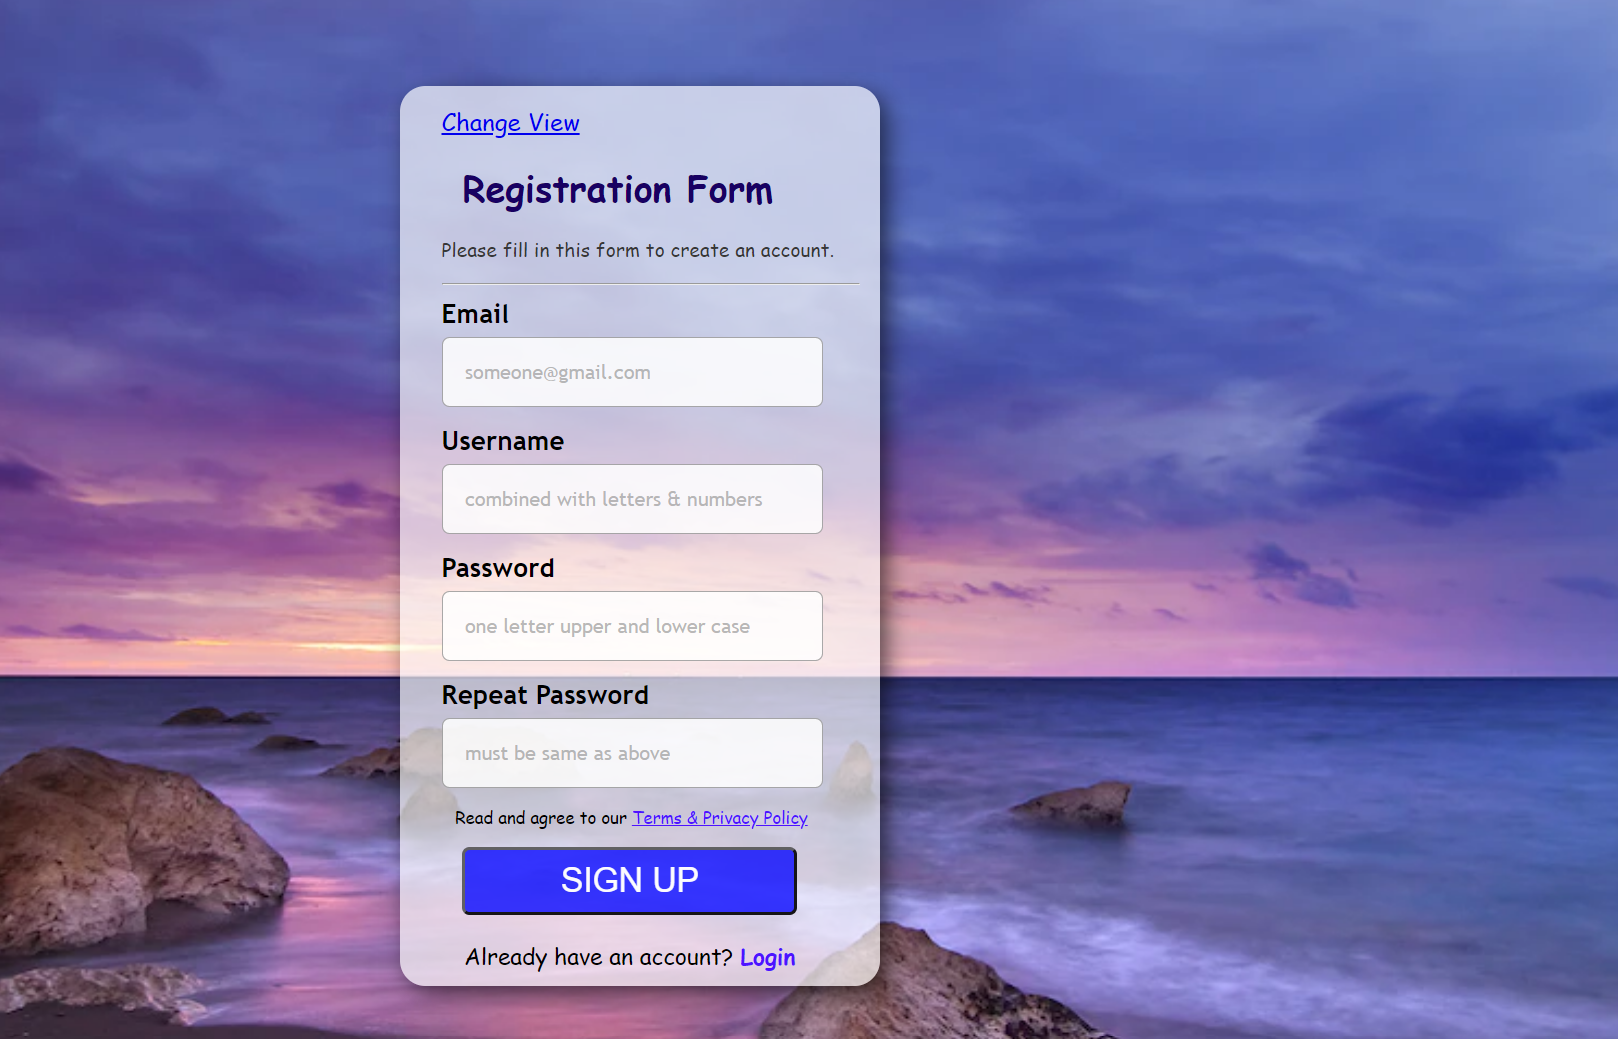 Change View
Registration Form
Please fill in this form to create an account.
Email
someone@gmail.com
Username
combined with letters & numbers
Password
one letter upper and lower case
Repeat Password
must be same as above
Read and agree to our Terms & Privacy Policy
SIGN UP
Already have an account? Login